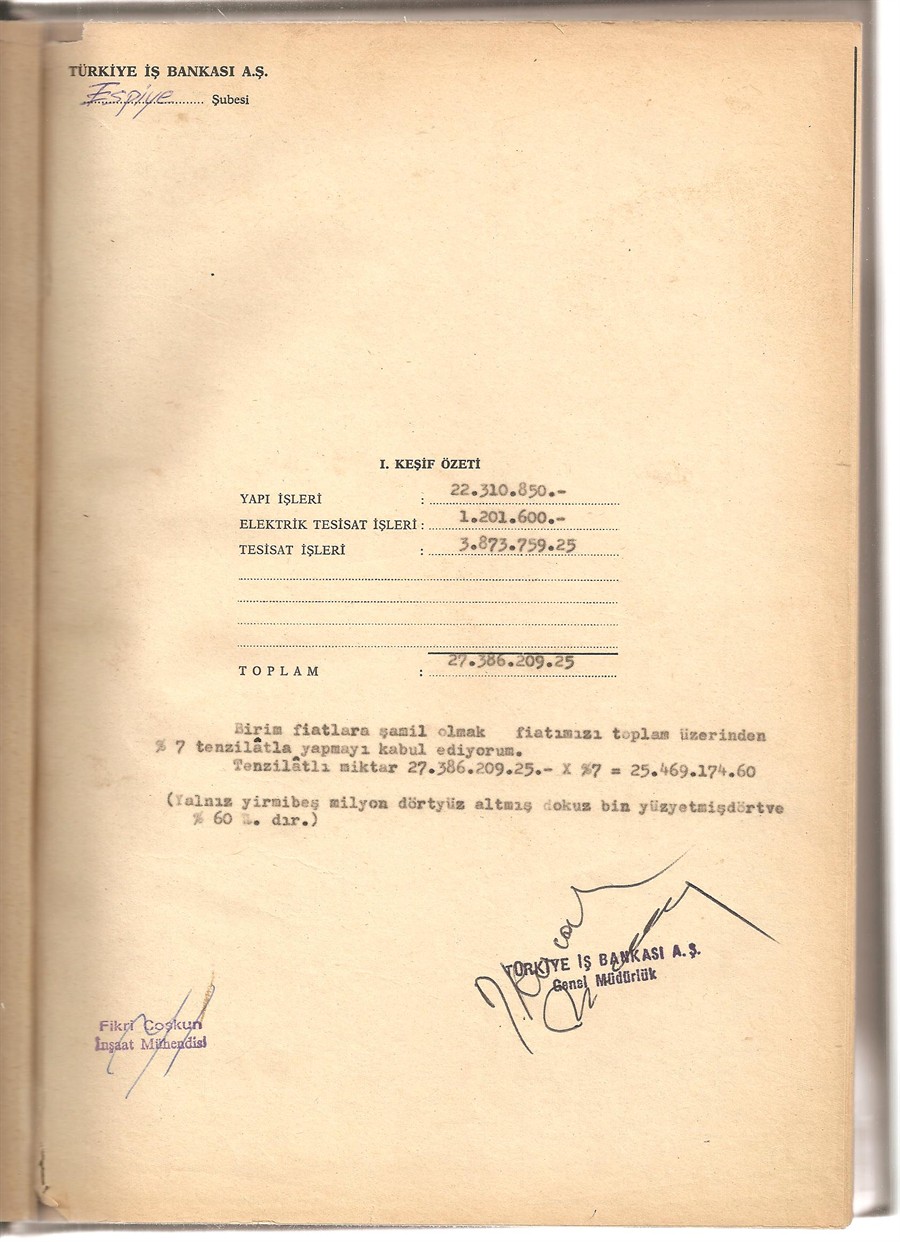 TÜRKİYE İŞ BANKASI A.Ş.
Espiye Şubesi
I. KEŞİF ÖZETİ
YAPI İŞLERİ : 22.310.850.-
ELEKTRİK TESİSAT İŞLERİ : 1.201.600.-
TESİSAT İŞLERİ : 3.873.759.25
TOPLAM : 27.386.209.25
Birim fiatlara şamil olmak fiatımızı toplam üzerinden
% 7 tenzilâtla yapmayı kabul ediyorum.
Tenzilâtlı miktar 27.386.209.25.- X %7 = 25.469.174.60
(Yalnız yirmibeş milyon dörtyüz altmış dokuz bin yüzyetmişdörtve
% 60 dır.)
TÜRKİYE İŞ BANKASI A.Ş.
Genel Müdürlük
Fikri Coşkun
İnşaat Mühendisi